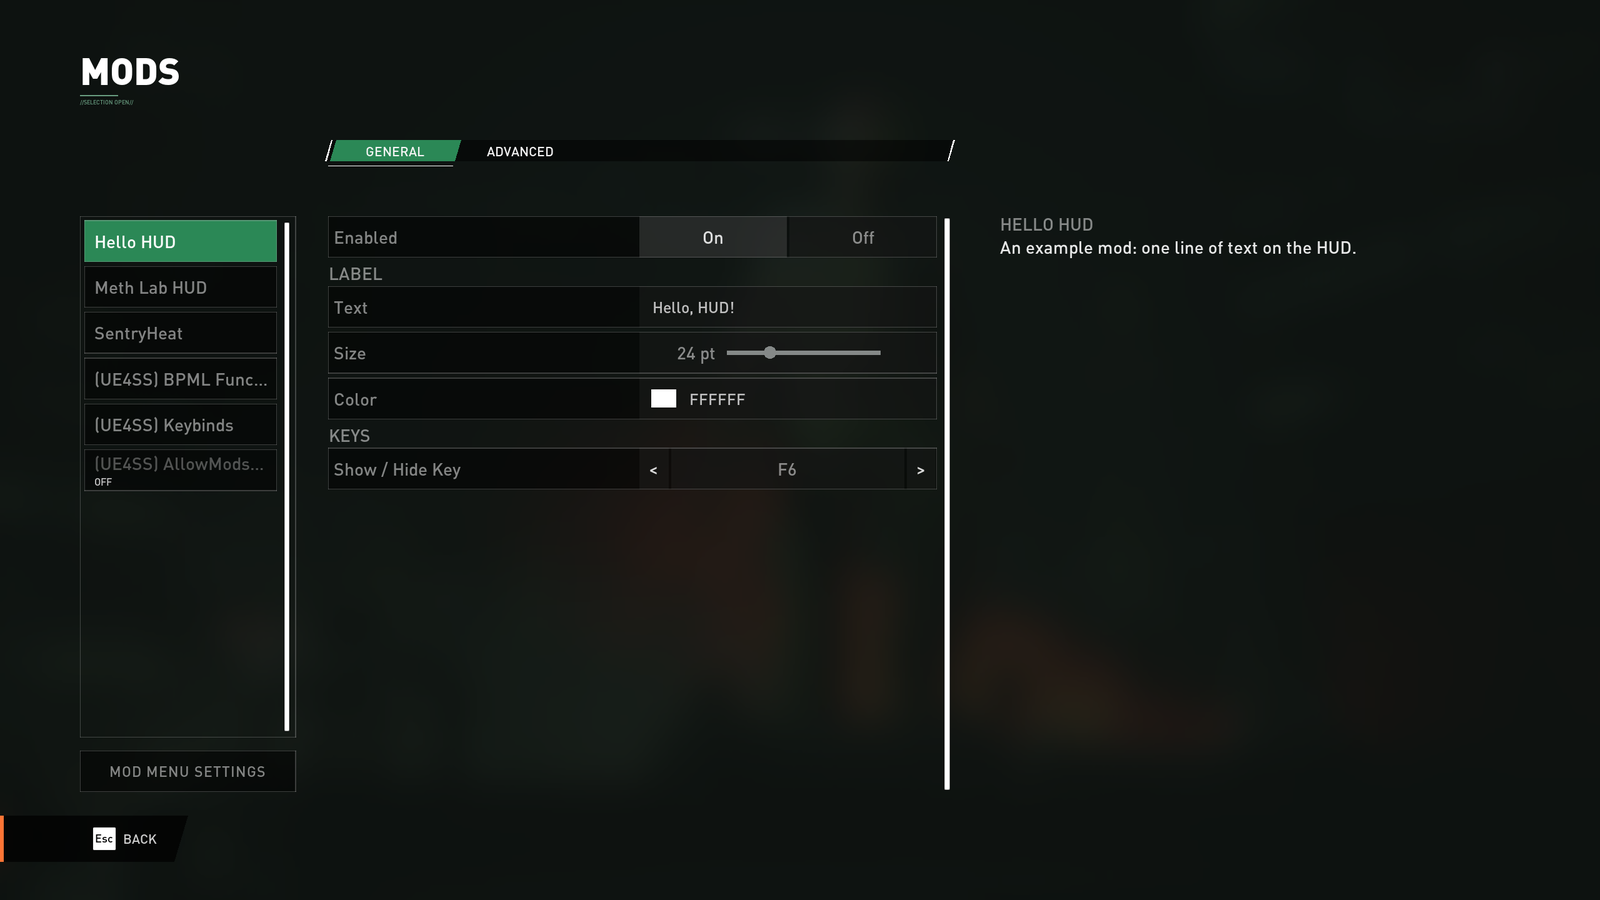 MODS
//SELECTION OPEN//
GENERAL
ADVANCED
Hello HUD
Meth Lab HUD
SentryHeat
(UE4SS) BPML Func...
(UE4SS) Keybinds
(UE4SS) AllowMods...
OFF
MOD MENU SETTINGS
Enabled
On
Off
LABEL
Text
Hello, HUD!
Size
24 pt
Color
FFFFFF
KEYS
Show / Hide Key
<
F6
>
HELLO HUD
An example mod: one line of text on the HUD.
Esc BACK